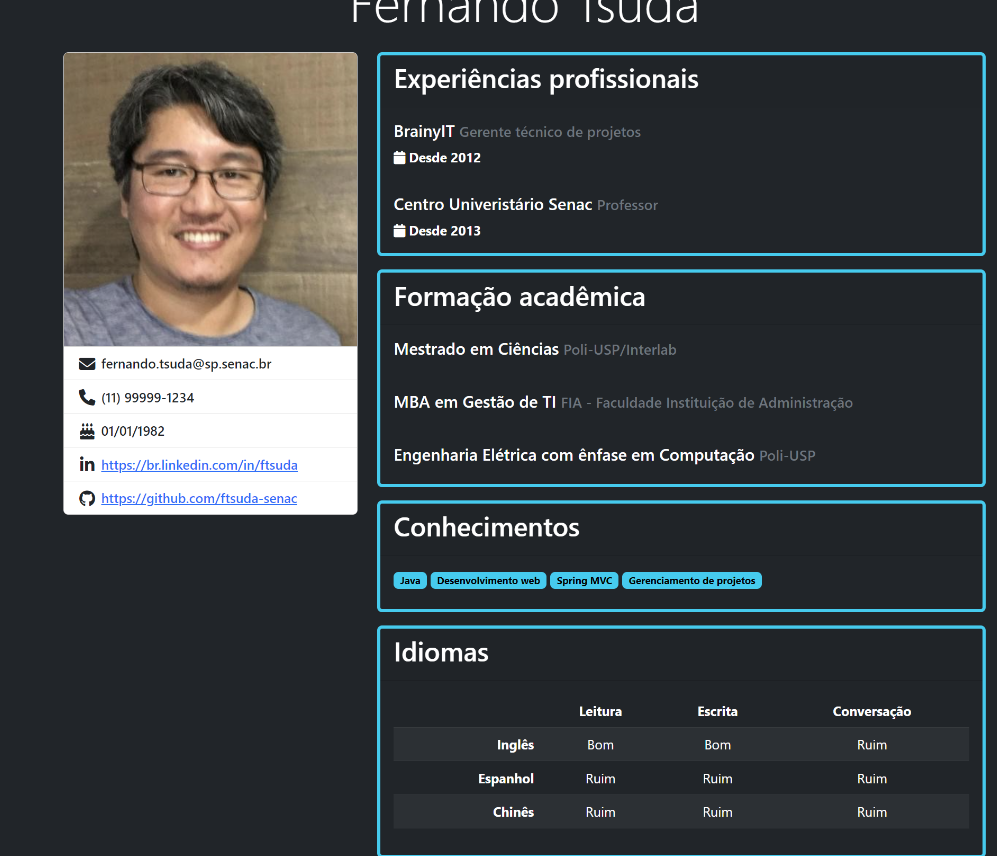 Fernando Tsuda
fernando.tsuda@sp.senac.br
(11) 99999-1234
01/01/1982
https://br.linkedin.com/in/ftsuda
https://github.com/ftsuda-senac
Experiências profissionais
BrainyIT Gerente técnico de projetos
Desde 2012
Centro Univeristário Senac Professor
Desde 2013
Formação acadêmica
Mestrado em Ciências Poli-USP/Interlab
MBA em Gestão de TI FIA - Faculdade Instituição de Administração
Engenharia Elétrica com ênfase em Computação Poli-USP
Conhecimentos
Java Desenvolvimento web Spring MVC Gerenciamento de projetos
Idiomas
Leitura Escrita Conversação
Inglês Bom Bom Ruim
Espanhol Ruim Ruim Ruim
Chinês Ruim Ruim Ruim